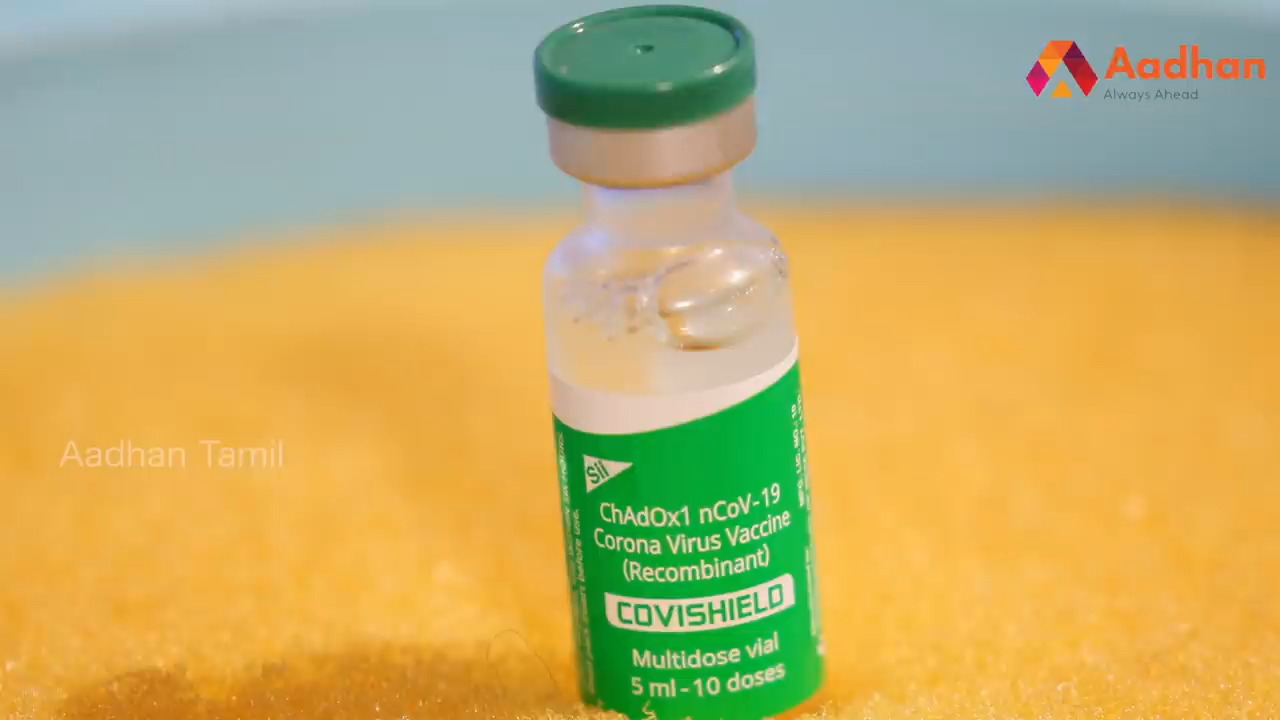 Aadhan
Always Ahead
Aadhan Tamil
Sii
ChAdOx1 nCoV-19
Corona Virus Vaccine
(Recombinant)
COVISHIELD
Multidose vial
5 ml-10 doses